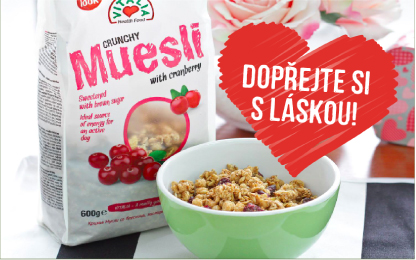 VITALIA
Health Food
CRUNCHY
Muesli
with cranberry
Sweetened
with brown sugar
Ideal source
of energy for
an active
day
600g
DOPŘEJTE SI
S LÁSKOU!